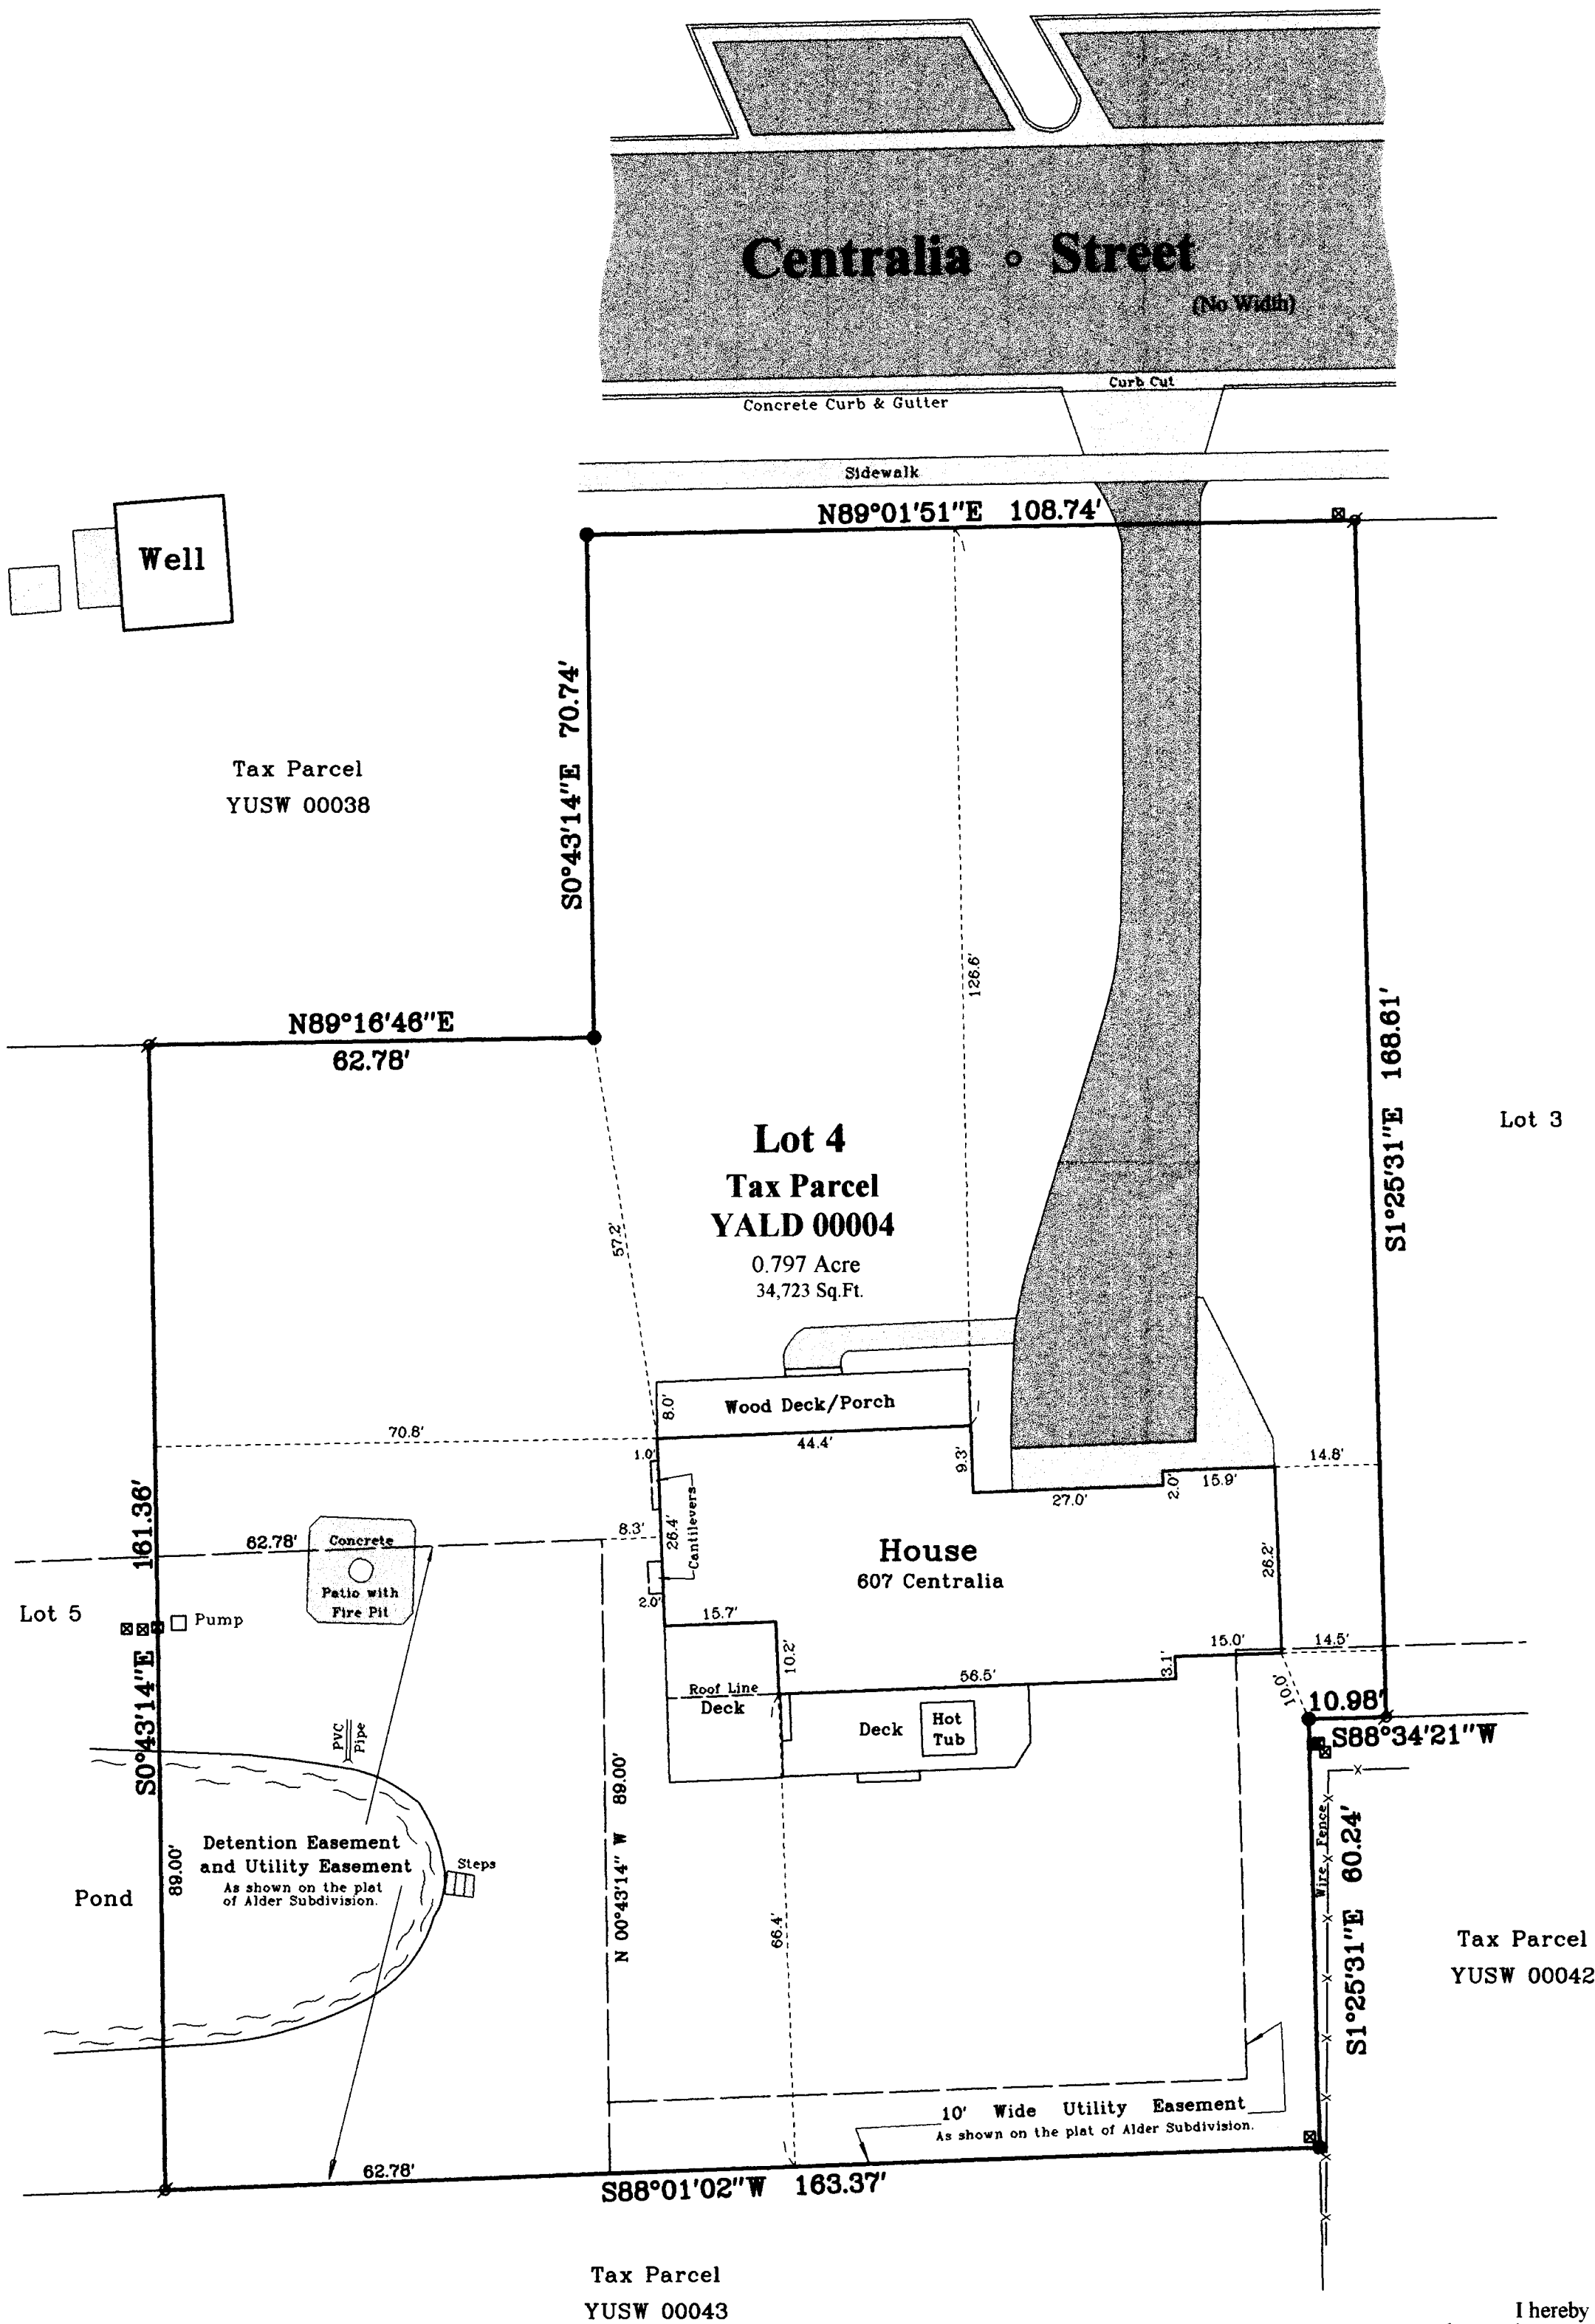 Centralia ∘ Street
(No Width)
Curb Cut
Concrete Curb & Gutter
Sidewalk
N89°01'51"E 108.74'
Well
S0°43'14"E 70.74'
Tax Parcel
YUSW 00038
126.6'
N89°16'46"E
62.78'
S1°25'31"E 168.61'
Lot 3
Lot 4
Tax Parcel
YALD 00004
0.797 Acre
34,723 Sq.Ft.
57.2'
Wood Deck/Porch
8.0'
70.8'
44.4'
1.0'
9.3'
14.8'
15.9'
2.0'
27.0'
161.36'
62.78'
Concrete
Patio with
Fire Pit
8.3'
26.4'
Cantilevers
House
607 Centralia
26.2'
Lot 5
Pump
2.0'
15.7'
10.2'
15.0'
14.5'
3.1'
56.5'
10.0'
10.98'
S88°34'21"W
S0°43'14"E
Roof Line
Deck
Deck
Hot
Tub
PVC
Pipe
N 00°43'14" W 89.00'
Wire Fence
S1°25'31"E 60.24'
Detention Easement
and Utility Easement
As shown on the plat
of Alder Subdivision.
Steps
89.00'
Pond
66.4'
Tax Parcel
YUSW 00042
10' Wide Utility Easement
As shown on the plat of Alder Subdivision.
62.78'
S88°01'02"W 163.37'
Tax Parcel
YUSW 00043
I hereby